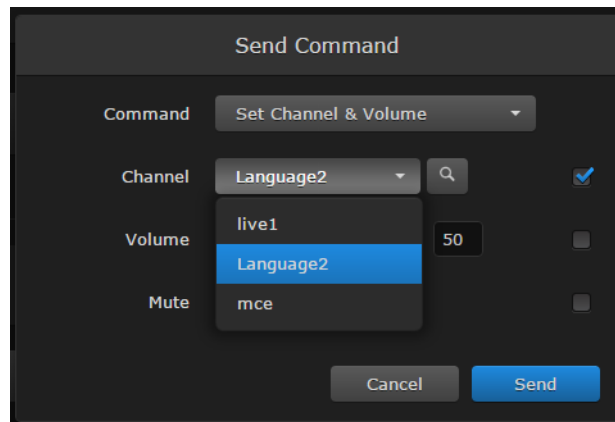 Send Command
Command Set Channel & Volume
Channel Language2
live1
Volume 50
Language2
Mute mce
Cancel Send